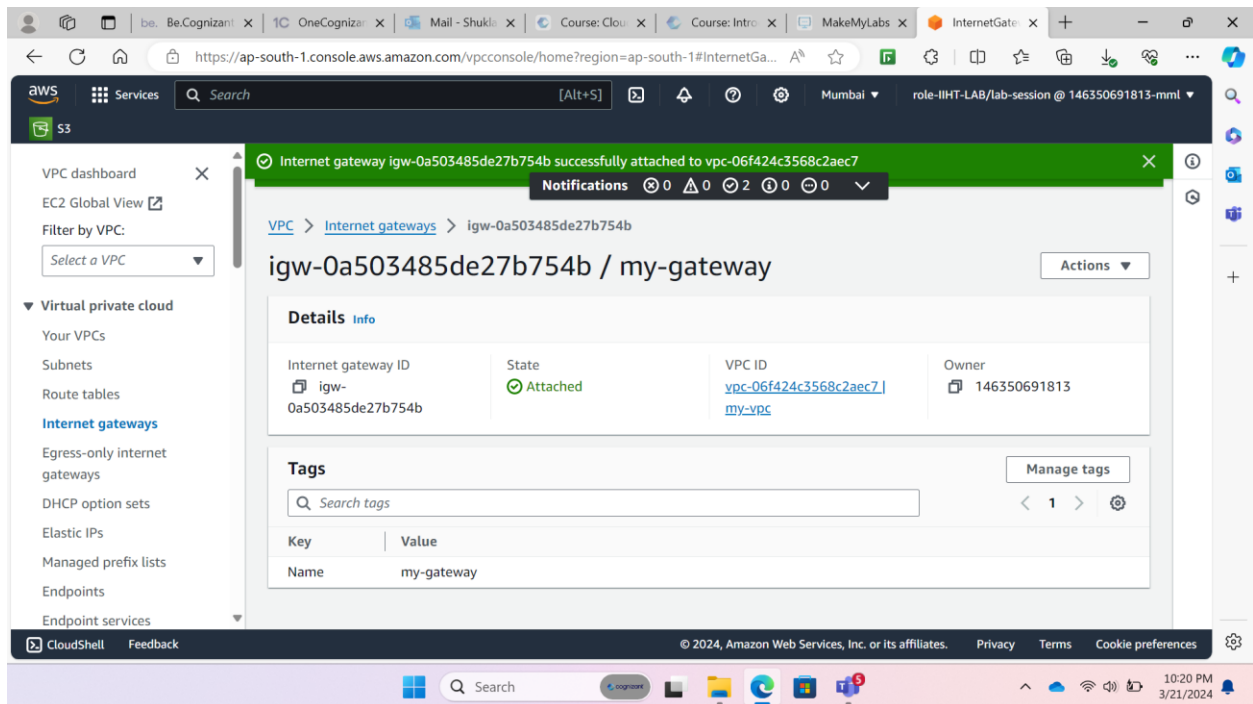 be. Be.Cognizant
1C OneCognizan
Mail - Shukla
Course: Clou
Course: Intro
MakeMyLabs
InternetGate
https://ap-south-1.console.aws.amazon.com/vpcconsole/home?region=ap-south-1#InternetGa...
aws
Services
Search
[Alt+S]
Mumbai
role-IIHT-LAB/lab-session @ 146350691813-mml
S3
VPC dashboard
EC2 Global View
Filter by VPC:
Select a VPC
Virtual private cloud
Your VPCs
Subnets
Route tables
Internet gateways
Egress-only internet
gateways
DHCP option sets
Elastic IPs
Managed prefix lists
Endpoints
Endpoint services
Internet gateway igw-0a503485de27b754b successfully attached to vpc-06f424c3568c2aec7
Notifications 0 0 2 0 0
VPC > Internet gateways > igw-0a503485de27b754b
igw-0a503485de27b754b / my-gateway
Actions
Details Info
Internet gateway ID
igw-
0a503485de27b754b
State
Attached
VPC ID
vpc-06f424c3568c2aec7 |
my-vpc
Owner
146350691813
Tags
Manage tags
Search tags
1
Key Value
Name my-gateway
CloudShell Feedback
© 2024, Amazon Web Services, Inc. or its affiliates. Privacy Terms Cookie preferences
Search
cognizant
5
10:20 PM
3/21/2024